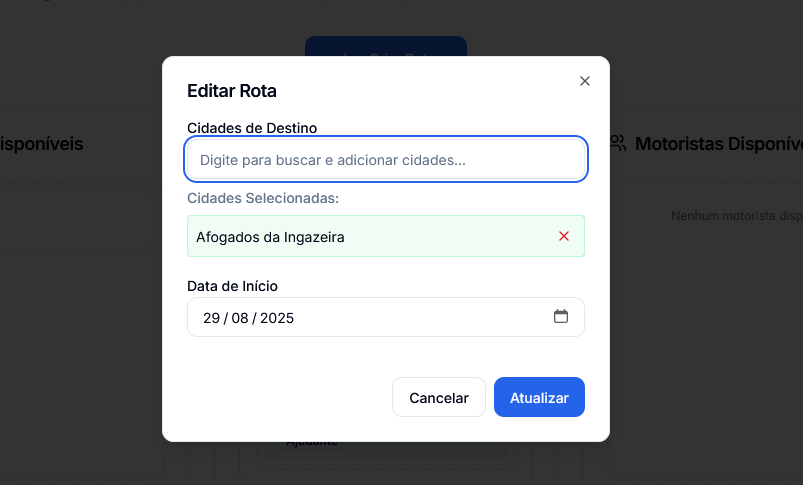 Editar Rota
Cidades de Destino
Digite para buscar e adicionar cidades...
Cidades Selecionadas:
Afogados da Ingazeira
Data de Início
29 / 08 / 2025
Cancelar
Atualizar
isponíveis
Motoristas Disponíve
Nenhum motorista disp
Ajudante